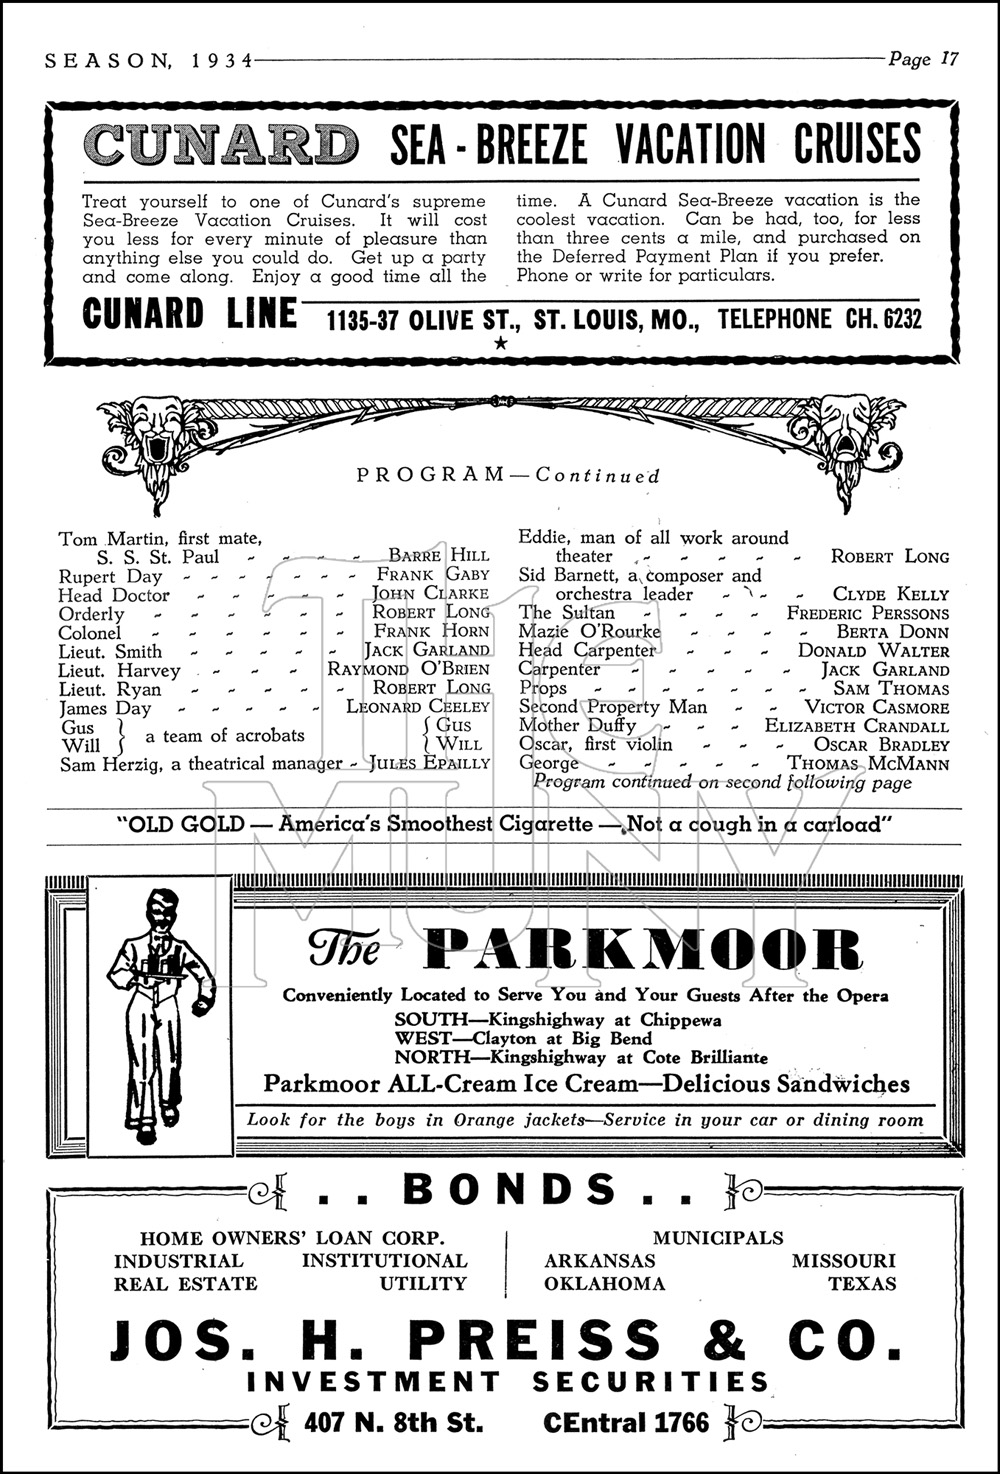 SEASON, 1934 Page 17
CUNARD SEA-BREEZE VACATION CRUISES
Treat yourself to one of Cunard's supreme
Sea-Breeze Vacation Cruises. It will cost
you less for every minute of pleasure than
anything else you could do. Get up a party
and come along. Enjoy a good time all the
time. A Cunard Sea-Breeze vacation is the
coolest vacation. Can be had, too, for less
than three cents a mile, and purchased on
the Deferred Payment Plan if you prefer.
Phone or write for particulars.
CUNARD LINE 1135-37 OLIVE ST., ST. LOUIS, MO., TELEPHONE CH. 6232
PROGRAM—Continued
Tom Martin, first mate,
S. S. St. Paul - - - - BARRE HILL
Rupert Day - - - - - - - FRANK GABY
Head Doctor - - - - - JOHN CLARKE
Orderly - - - - - - ROBERT LONG
Colonel - - - - - - FRANK HORN
Lieut. Smith - - - - - JACK GARLAND
Lieut. Harvey - - - - RAYMOND O'BRIEN
Lieut. Ryan - - - - - ROBERT LONG
James Day - - - - - LEONARD CEELEY
Gus } a team of acrobats { GUS
Will } { WILL
Sam Herzig, a theatrical manager - JULES EPAILLY
Eddie, man of all work around
theater - - - - - ROBERT LONG
Sid Barnett, a composer and
orchestra leader - - - CLYDE KELLY
The Sultan - - - - FREDERIC PERSSONS
Mazie O'Rourke - - - - BERTA DONN
Head Carpenter - - - DONALD WALTER
Carpenter - - - - - JACK GARLAND
Props - - - - - - SAM THOMAS
Second Property Man - - VICTOR CASMORE
Mother Duffy - - ELIZABETH CRANDALL
Oscar, first violin - - - OSCAR BRADLEY
George - - - - - THOMAS MCMANN
Program continued on second following page
"OLD GOLD — America's Smoothest Cigarette — Not a cough in a carload"
The PARKMOOR
Conveniently Located to Serve You and Your Guests After the Opera
SOUTH—Kingshighway at Chippewa
WEST—Clayton at Big Bend
NORTH—Kingshighway at Cote Brilliante
Parkmoor ALL-Cream Ice Cream—Delicious Sandwiches
Look for the boys in Orange jackets—Service in your car or dining room
. . BONDS . .
HOME OWNERS' LOAN CORP.
INDUSTRIAL INSTITUTIONAL
REAL ESTATE UTILITY
MUNICIPALS
ARKANSAS MISSOURI
OKLAHOMA TEXAS
JOS. H. PREISS & CO.
INVESTMENT SECURITIES
407 N. 8th St. CEntral 1766
THE
MUNY